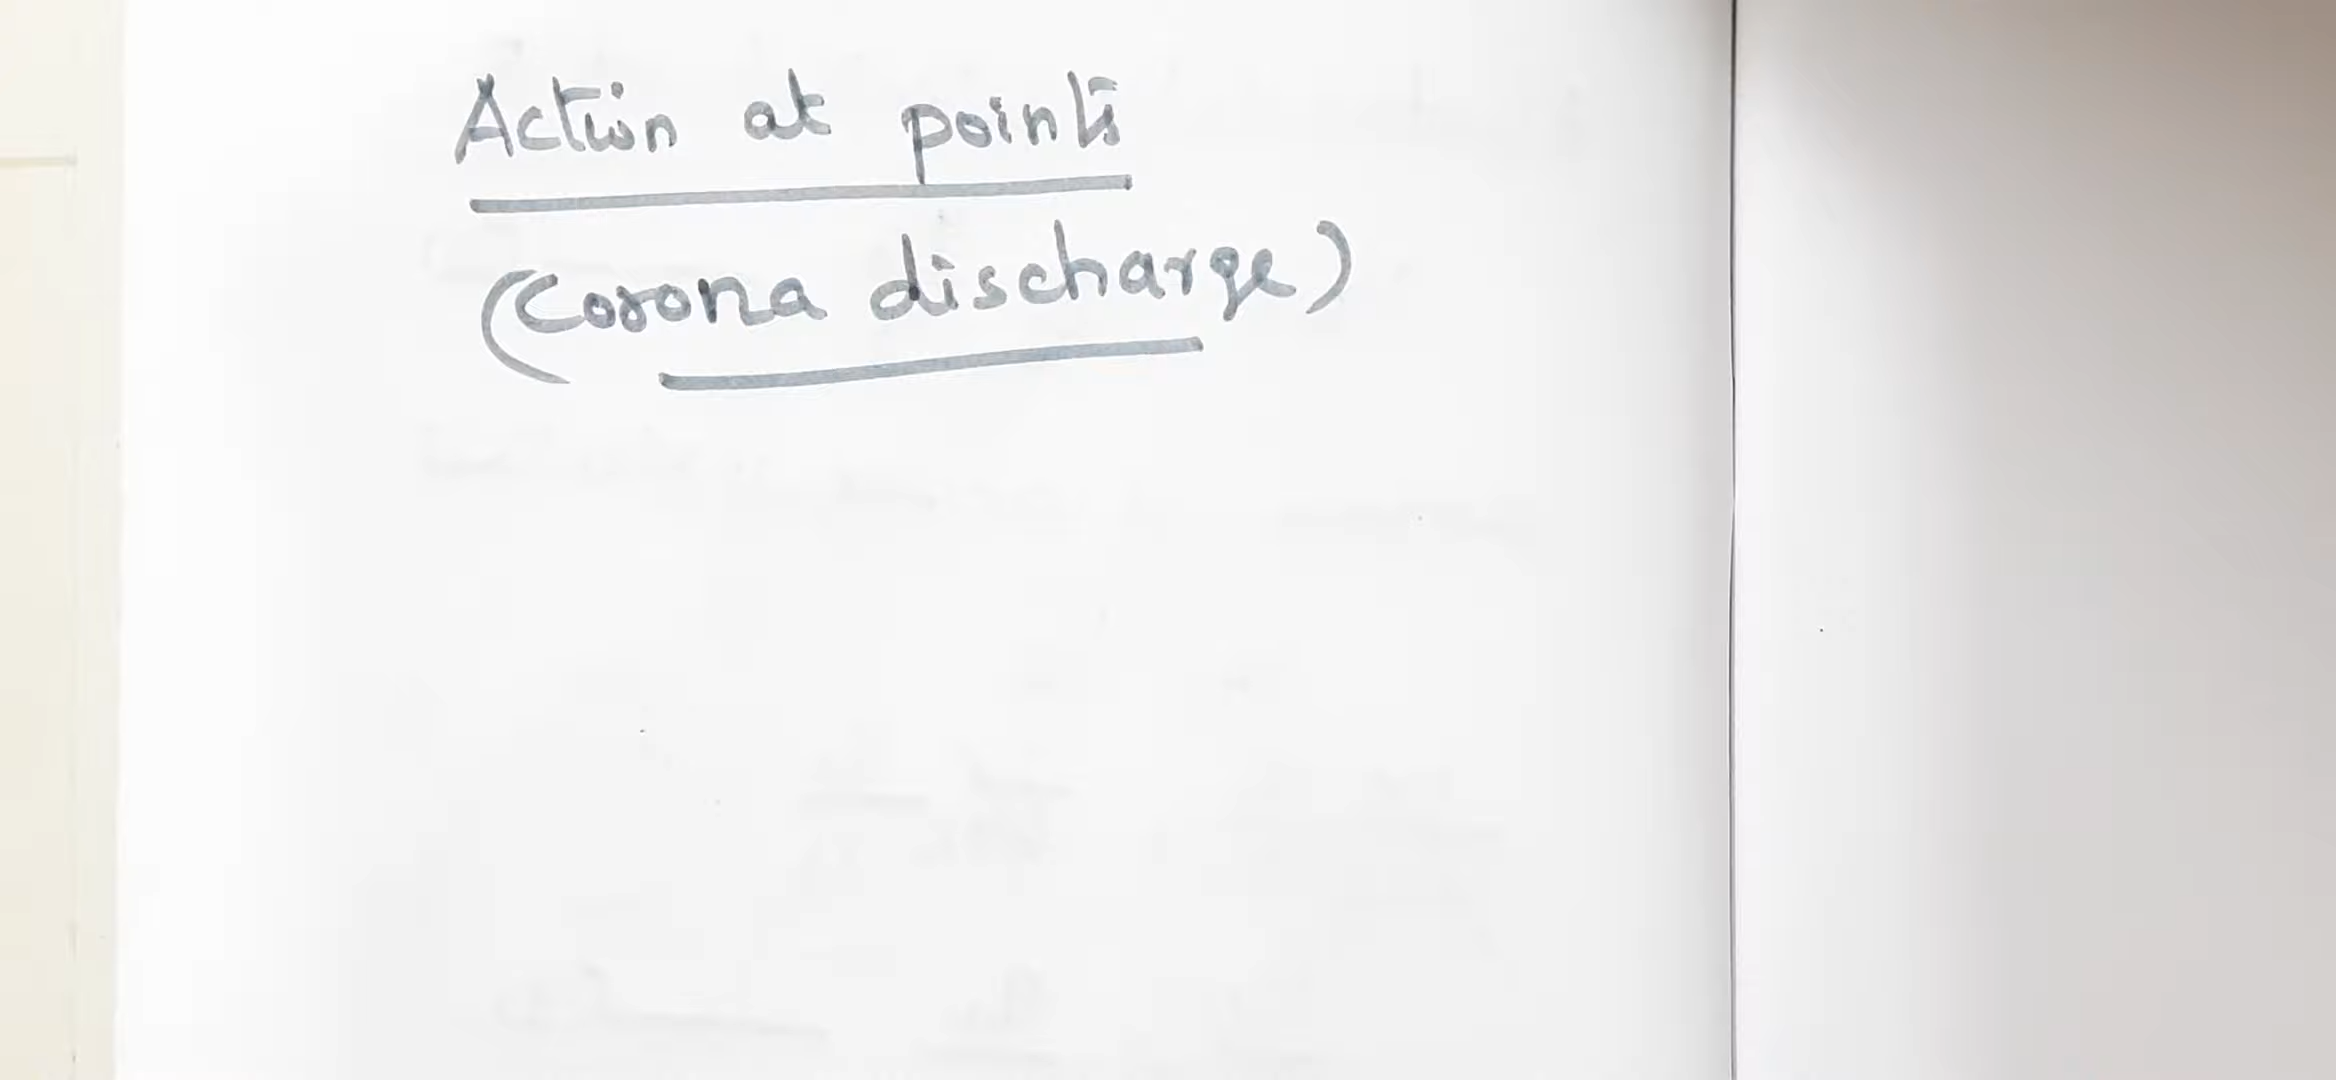 Action at points
(Corona discharge)